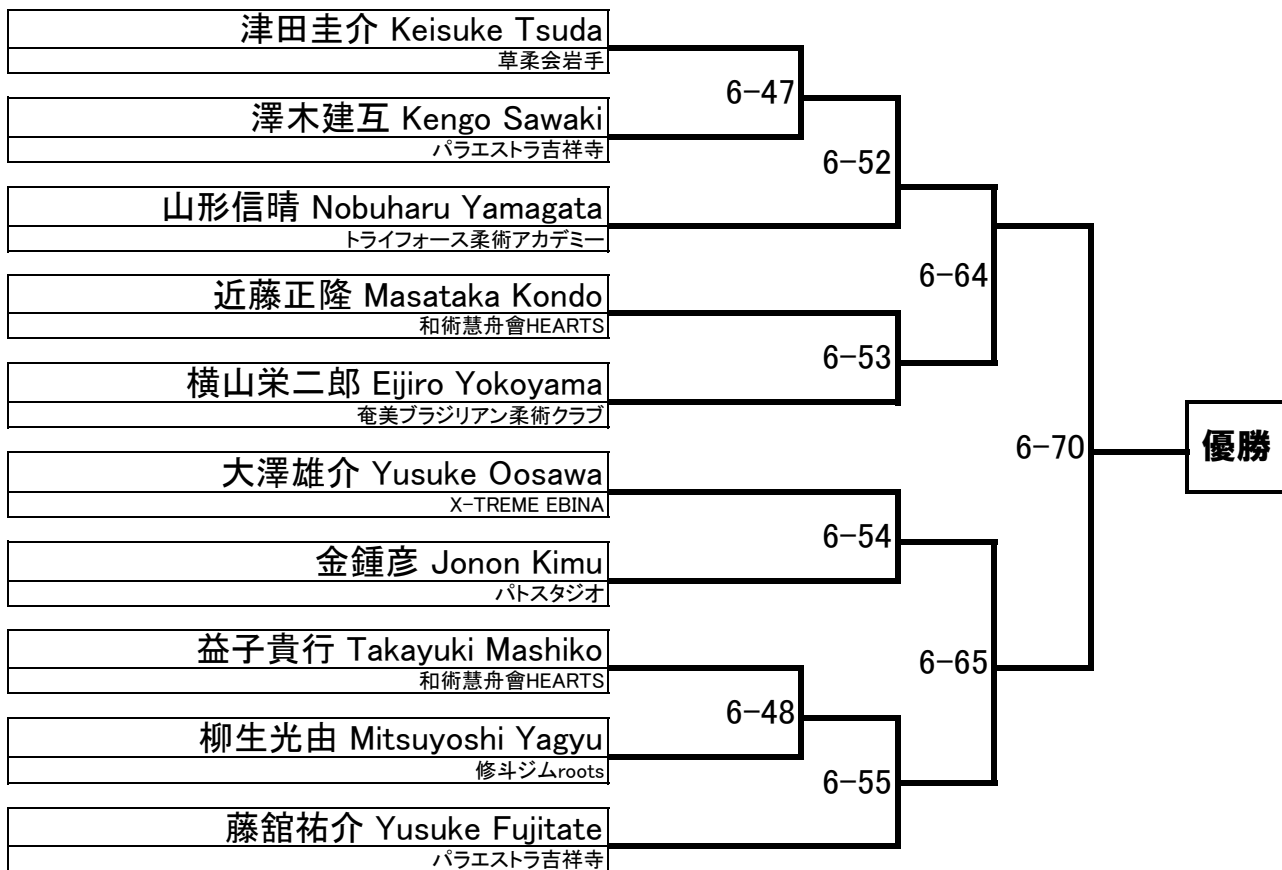 津田圭介 Keisuke Tsuda
草柔会岩手
6-47
澤木建互 Kengo Sawaki
パラエストラ吉祥寺
6-52
山形信晴 Nobuharu Yamagata
トライフォース柔術アカデミー
6-64
近藤正隆 Masataka Kondo
和術慧舟會HEARTS
6-53
横山栄二郎 Eijiro Yokoyama
奄美ブラジリアン柔術クラブ
6-70
優勝
大澤雄介 Yusuke Oosawa
X-TREME EBINA
6-54
金鍾彦 Jonon Kimu
パトスタジオ
益子貴行 Takayuki Mashiko
和術慧舟會HEARTS
6-65
6-48
柳生光由 Mitsuyoshi Yagyu
修斗ジムroots
6-55
藤舘祐介 Yusuke Fujitate
パラエストラ吉祥寺